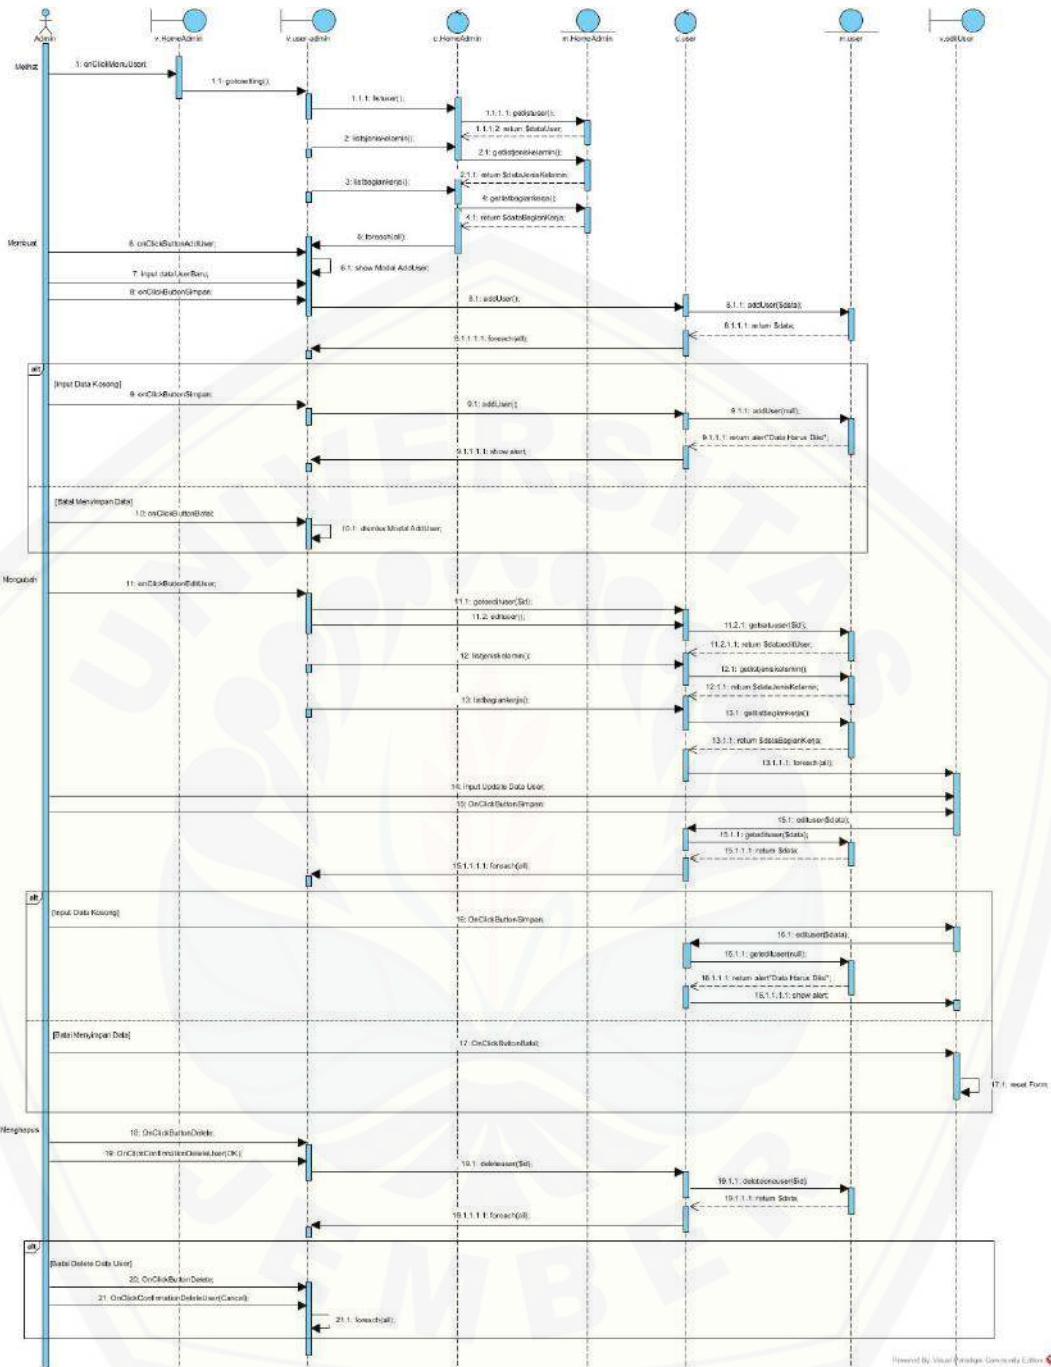 Admin
v.HomeAdmin
v.user-admin
c.HomeAdmin
m.HomeAdmin
c.user
m.user
v.editUser
Melihat
1: onClickMenuUser;
1.1: gotosetting();
1.1.1: listuser();
1.1.1.1: getlistuser();
1.1.1.2: return $dataUser;
2: listsjeniskelamin();
2.1: getlistjeniskelamin();
2.1.1: return $dataJenisKelamin;
3: listbagiankerja();
4: getlistbagiankerja();
4.1: return $dataBagianKerja;
5: foreach(all);
Membuat
6: onClickButtonAddUser;
6.1: show Modal AddUser;
7: Input dataUserBaru;
8: onClickButtonSimpan;
8.1: addUser();
8.1.1: addUser($data);
8.1.1.1: return $data;
8.1.1.1.1: foreach(all);
alt
[Input Data Kosong]
9: onClickButtonSimpan;
9.1: addUser();
9.1.1: addUser(null);
9.1.1.1: return alert"Data Harus Diisi";
9.1.1.1.1: show alert;
[Batal Menyimpan Data]
10: onClickButtonBatal;
10.1: dismiss Modal AddUser;
Mengubah
11: onClickButtonEditUser;
11.1: gotoedituser($id);
11.2: edituser();
11.2.1: getsatuuser($id);
11.2.1.1: return $dataeditUser;
12: listjeniskelamin();
12.1: getlistjeniskelamin();
12.1.1: return $dataJenisKelamin;
13: listbagiankerja();
13.1: getlistbagiankerja();
13.1.1: return $dataBagianKerja;
13.1.1.1: foreach(all);
14: Input Update Data User;
15: OnClickButtonSimpan;
15.1: edituser($data);
15.1.1: getedituser($data);
15.1.1.1: return $data;
15.1.1.1.1: foreach(all);
alt
[Input Data Kosong]
16: OnClickButtonSimpan;
16.1: edituser($data);
16.1.1: getedituser(null);
16.1.1.1: return alert"Data Harus Diisi";
16.1.1.1.1: show alert;
[Batal Menyimpan Data]
17: OnClickButtonBatal;
17.1: reset Form;
Menghapus
18: OnClickButtonDelete;
19: OnClickConfirmationDeleteUser(OK);
19.1: deleteuser($id);
19.1.1: deletoneuser($id)
19.1.1.1: return $data;
19.1.1.1.1: foreach(all);
alt
[Batal Delete Data User]
20: OnClickButtonDelete;
21: OnClickConfirmationDeleteUser(Cancel);
21.1: foreach(all);
UNIVERSITAS
JEMBER
Powered By Visual Paradigm Community Edition